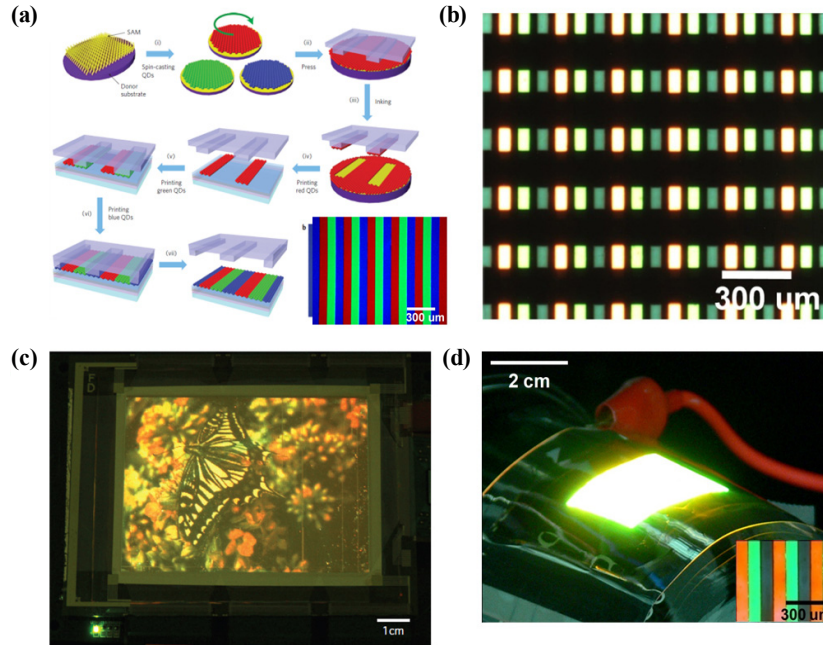 (a)
SAM
(i)
Spin-casting
QDs
Donor
substrate
(ii)
Press
(iii)
Inking
(iv)
Printing
red QDs
(v)
Printing
green QDs
(vi)
Printing
blue QDs
(vii)
b
300 um
(b)
300 um
(c)
1cm
(d)
2 cm
300 um